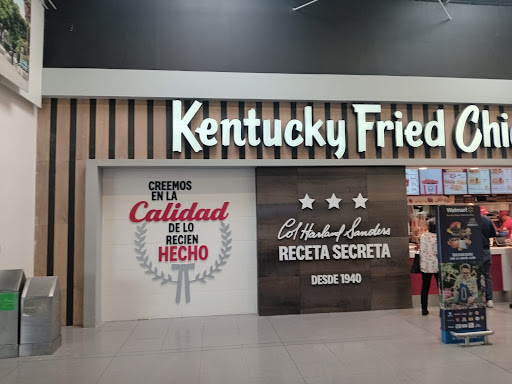 Kentucky Fried Chi
CREEMOS
EN LA
Calidad
DE LO
RECIEN
HECHO
Col Harland Sanders
RECETA SECRETA
DESDE 1940
Walmart